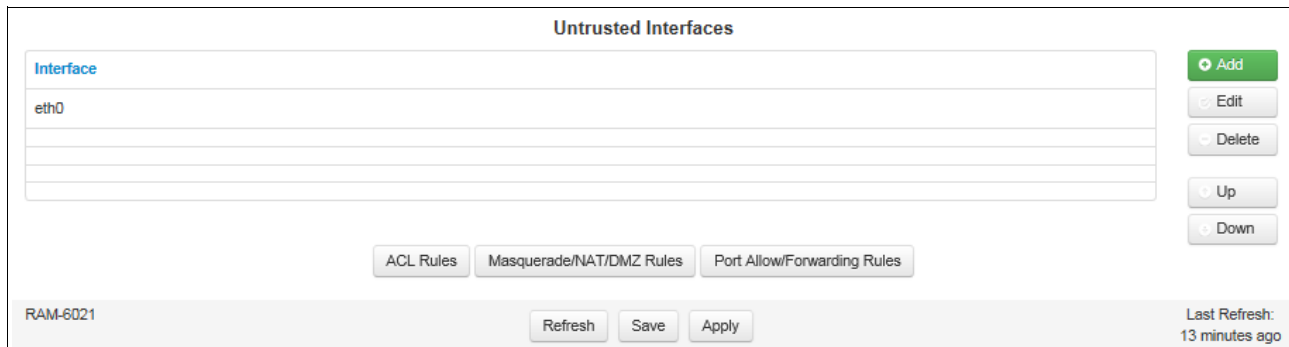 Untrusted Interfaces
Interface
eth0
Add
Edit
Delete
Up
Down
ACL Rules Masquerade/NAT/DMZ Rules Port Allow/Forwarding Rules
RAM-6021
Refresh Save Apply
Last Refresh:
13 minutes ago